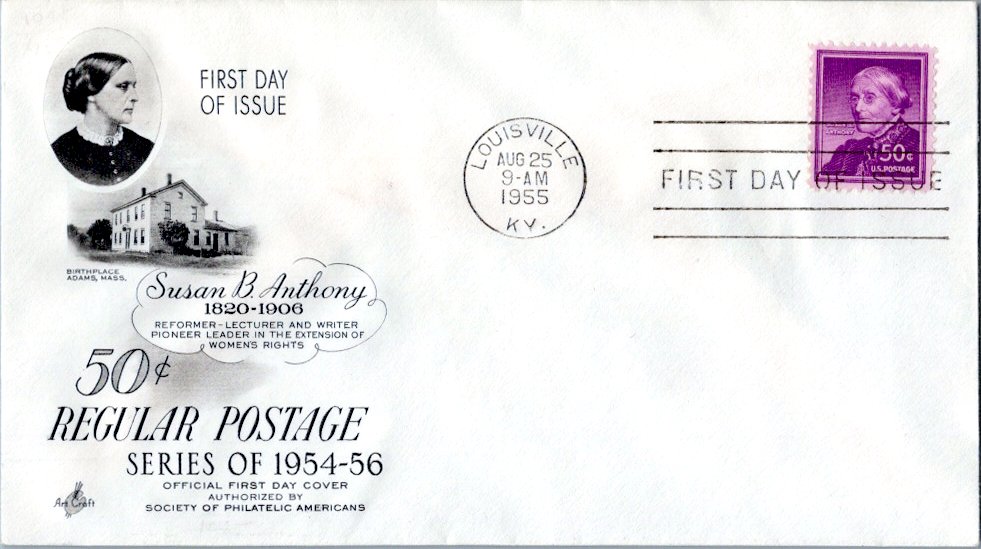 FIRST DAY
OF ISSUE
BIRTHPLACE
ADAMS, MASS.
Susan B. Anthony
1820-1906
REFORMER-LECTURER AND WRITER
PIONEER LEADER IN THE EXTENSION OF
WOMEN'S RIGHTS
50¢
REGULAR POSTAGE
SERIES OF 1954-56
OFFICIAL FIRST DAY COVER
AUTHORIZED BY
SOCIETY OF PHILATELIC AMERICANS
Art Craft
LOUISVILLE
AUG 25
9-AM
1955
KY.
FIRST DAY OF ISSUE
ANTHONY
50¢
U.S. POSTAGE